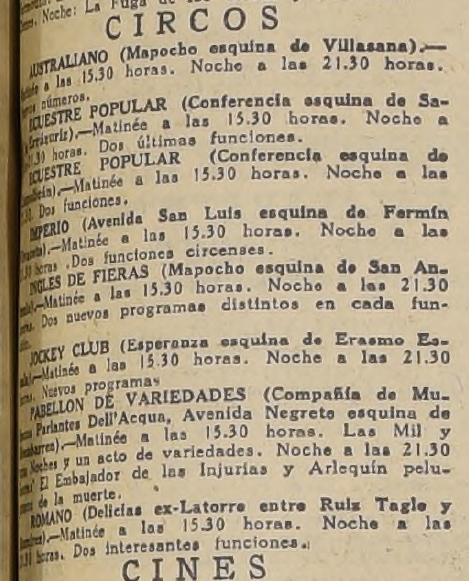 Noche: La Fuga de
CIRCOS
AUSTRALIANO (Mapocho esquina de Villasana).—
a las 15.30 horas. Noche a las 21.30 horas.
números.
ECUESTRE POPULAR (Conferencia esquina de Sa-
Matinée a las 15.30 horas. Noche a
horas. Dos últimas funciones.
ECUESTRE POPULAR (Conferencia esquina de
—Matinée a las 15.30 horas. Noche a las
Dos funciones.
IMPERIO (Avenida San Luis esquina de Fermín
—Matinée a las 15.30 horas. Noche a las
horas .Dos funciones circenses.
INGLES DE FIERAS (Mapocho esquina de San An-
—Matinée a las 15.30 horas. Noche a las 21.30
Dos nuevos programas distintos en cada fun-
JOCKEY CLUB (Esperanza esquina de Erasmo Es-
—Matinée a las 15.30 horas. Noche a las 21.30
Nuevos programas
PABELLON DE VARIEDADES (Compañía de Mu-
Parlantes Dell'Acqua, Avenida Negrete esquina de
—Matinée a las 15.30 horas. Las Mil y
Noches y un acto de variedades. Noche a las 21.30
El Embajador de las Injurias y Arlequín pelu-
de la muerte.
ROMANO (Delicias ex-Latorre entre Ruiz Tagle y
—Matinée a las 15.30 horas. Noche a las
horas. Dos interesantes funciones.
CINES